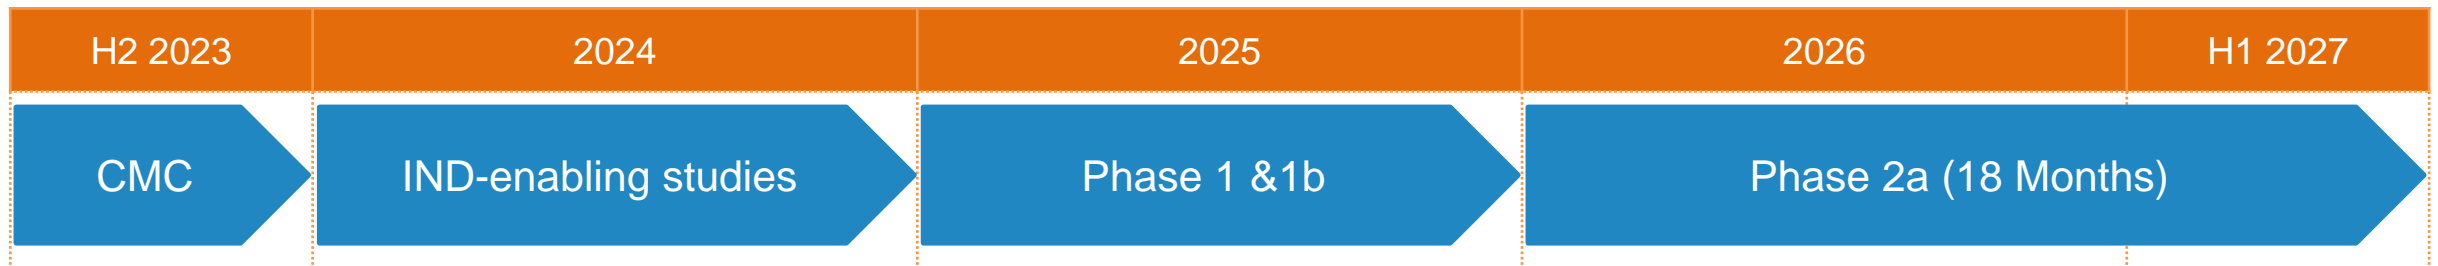 H2 2023
2024
2025
2026
H1 2027
CMC
IND-enabling studies
Phase 1 &1b
Phase 2a (18 Months)